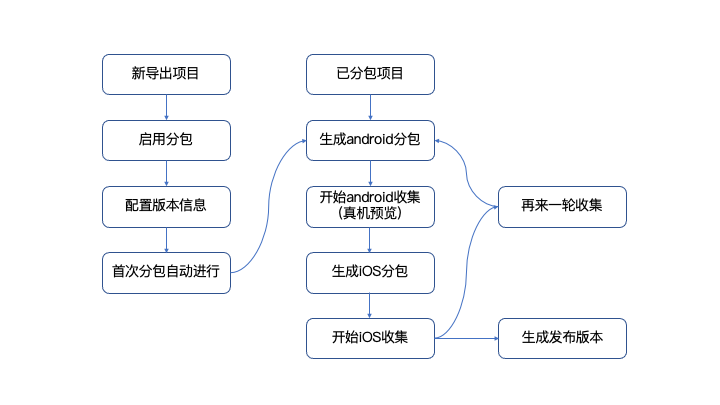 新导出项目
启用分包
配置版本信息
首次分包自动进行
已分包项目
生成android分包
开始android收集
（真机预览）
生成iOS分包
开始iOS收集
再来一轮收集
生成发布版本